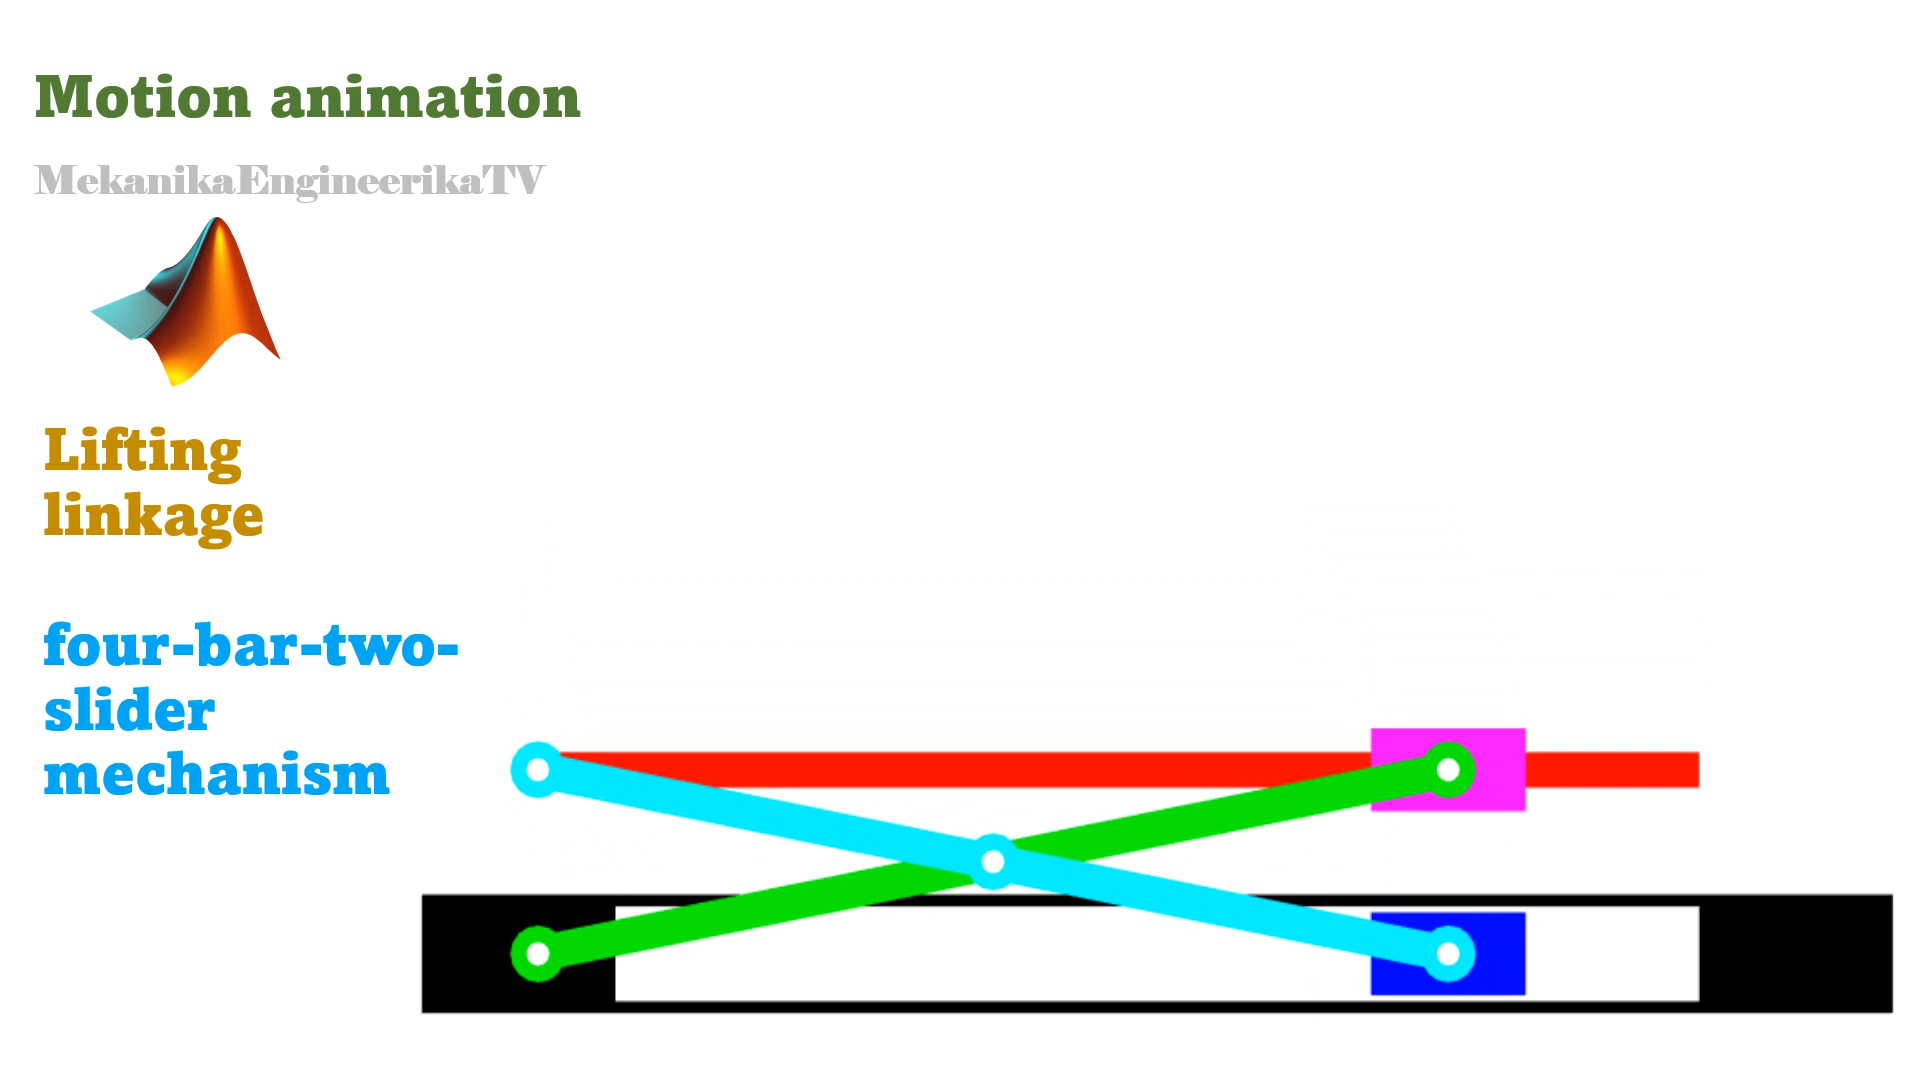 Motion animation
MekanikaEngineerikaTV
Lifting
linkage
four-bar-two-
slider
mechanism